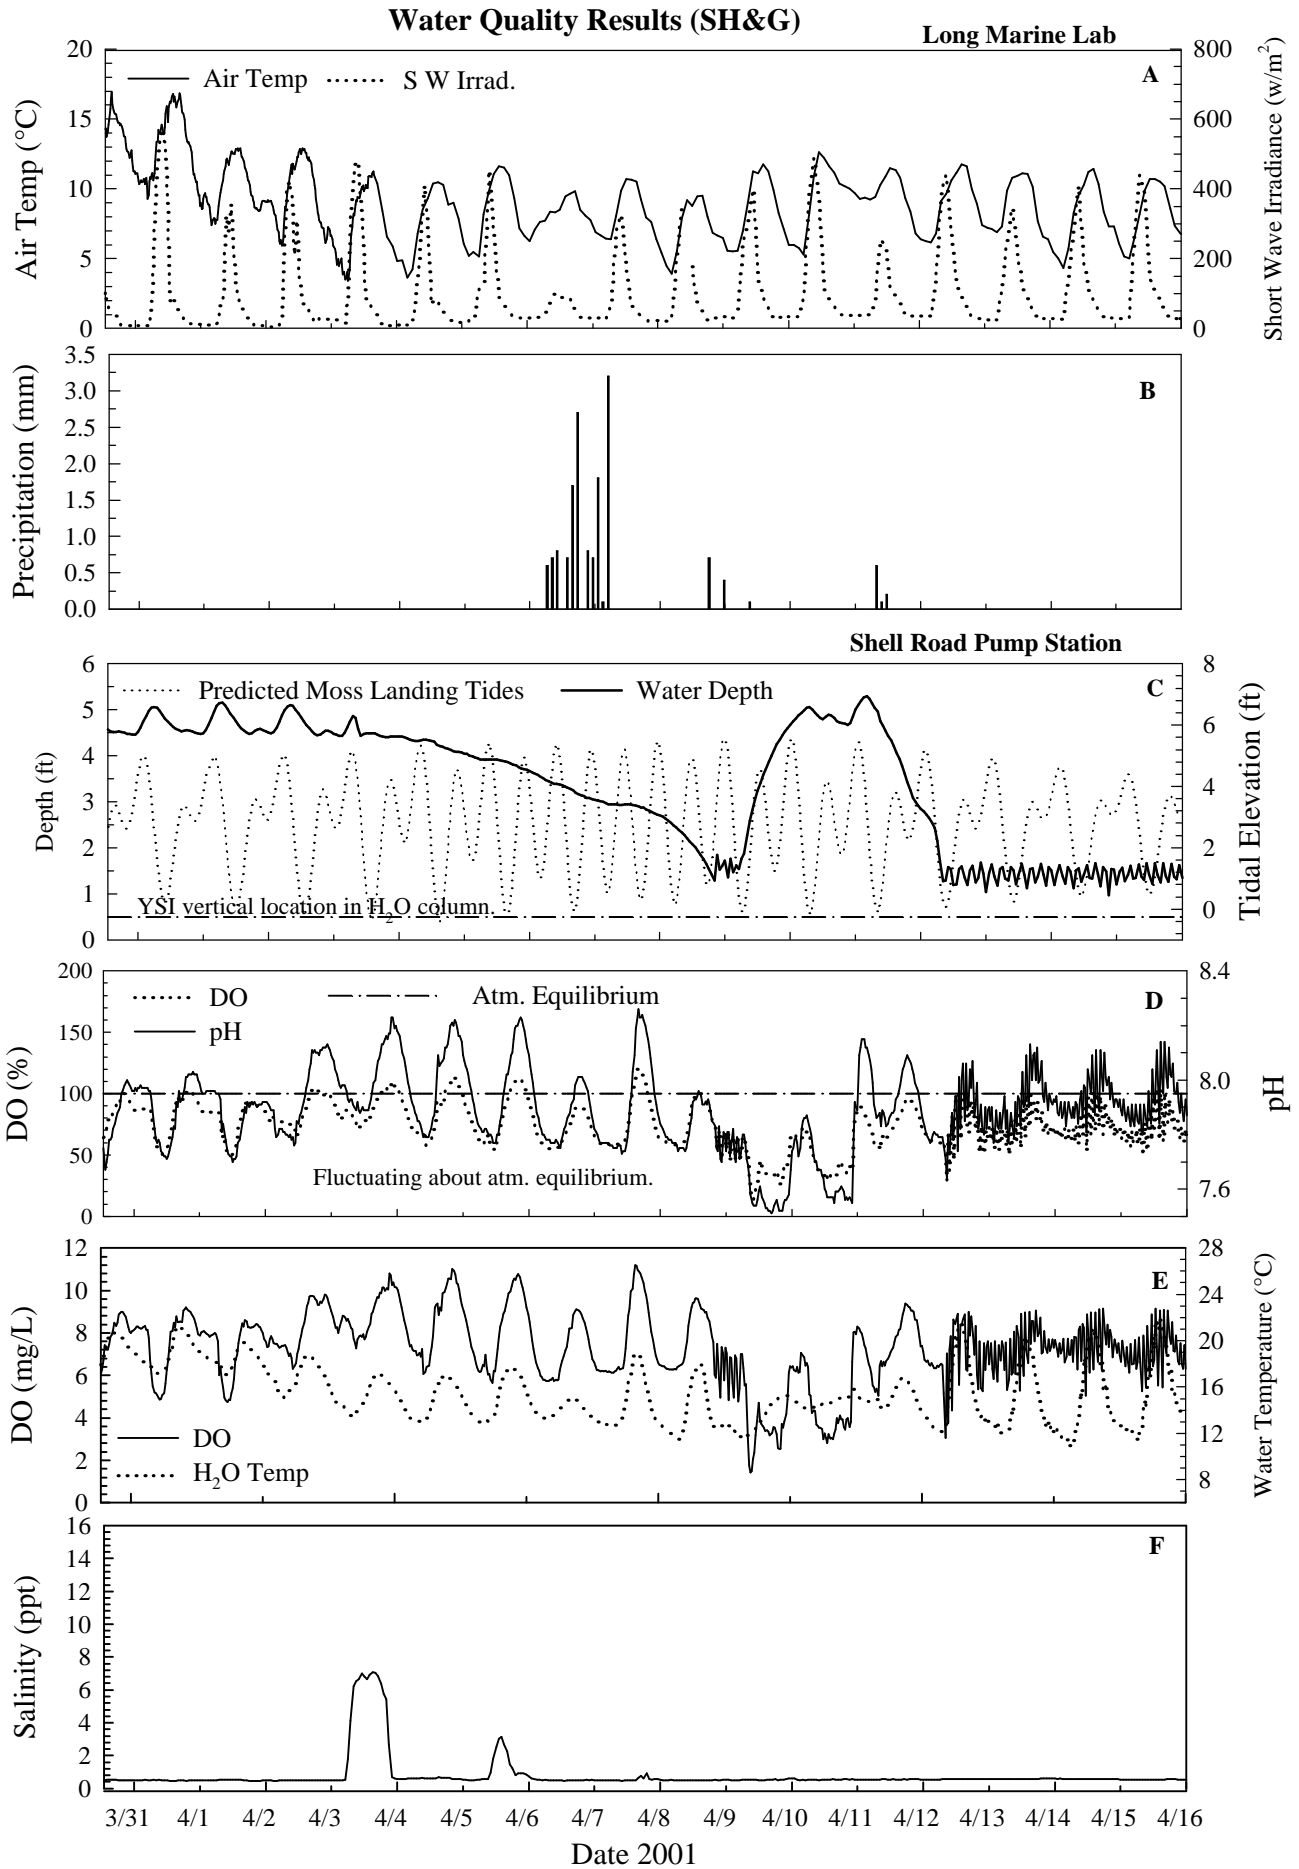 Water Quality Results (SH&G)
Long Marine Lab
20
15
10
5
0
Air Temp (°C)
Air Temp
S W Irrad.
A
800
600
400
200
0
Short Wave Irradiance (w/m²)
3.5
3.0
2.5
2.0
1.5
1.0
0.5
0.0
Precipitation (mm)
B
Shell Road Pump Station
6
5
4
3
2
1
0
Depth (ft)
Predicted Moss Landing Tides
Water Depth
C
YSI vertical location in H₂O column.
8
6
4
2
0
Tidal Elevation (ft)
200
150
100
50
0
DO (%)
DO
Atm. Equilibrium
pH
D
Fluctuating about atm. equilibrium.
8.4
8.0
7.6
pH
12
10
8
6
4
2
0
DO (mg/L)
E
DO
H₂O Temp
28
24
20
16
12
8
Water Temperature (°C)
16
14
12
10
8
6
4
2
0
Salinity (ppt)
F
3/31 4/1 4/2 4/3 4/4 4/5 4/6 4/7 4/8 4/9 4/10 4/11 4/12 4/13 4/14 4/15 4/16
Date 2001